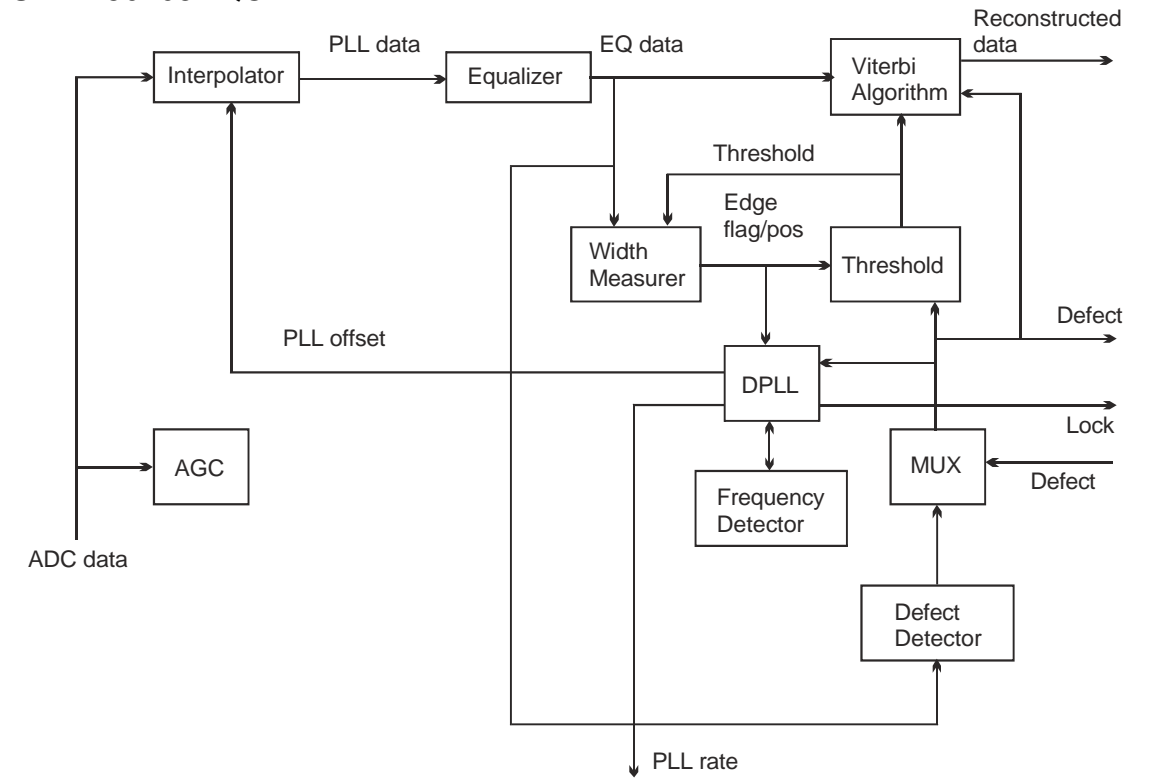 Reconstructed
data
PLL data
EQ data
Interpolator
Equalizer
Viterbi
Algorithm
Threshold
Edge
flag/pos
Width
Measurer
Threshold
Defect
PLL offset
DPLL
Lock
AGC
MUX
Defect
Frequency
Detector
ADC data
Defect
Detector
PLL rate